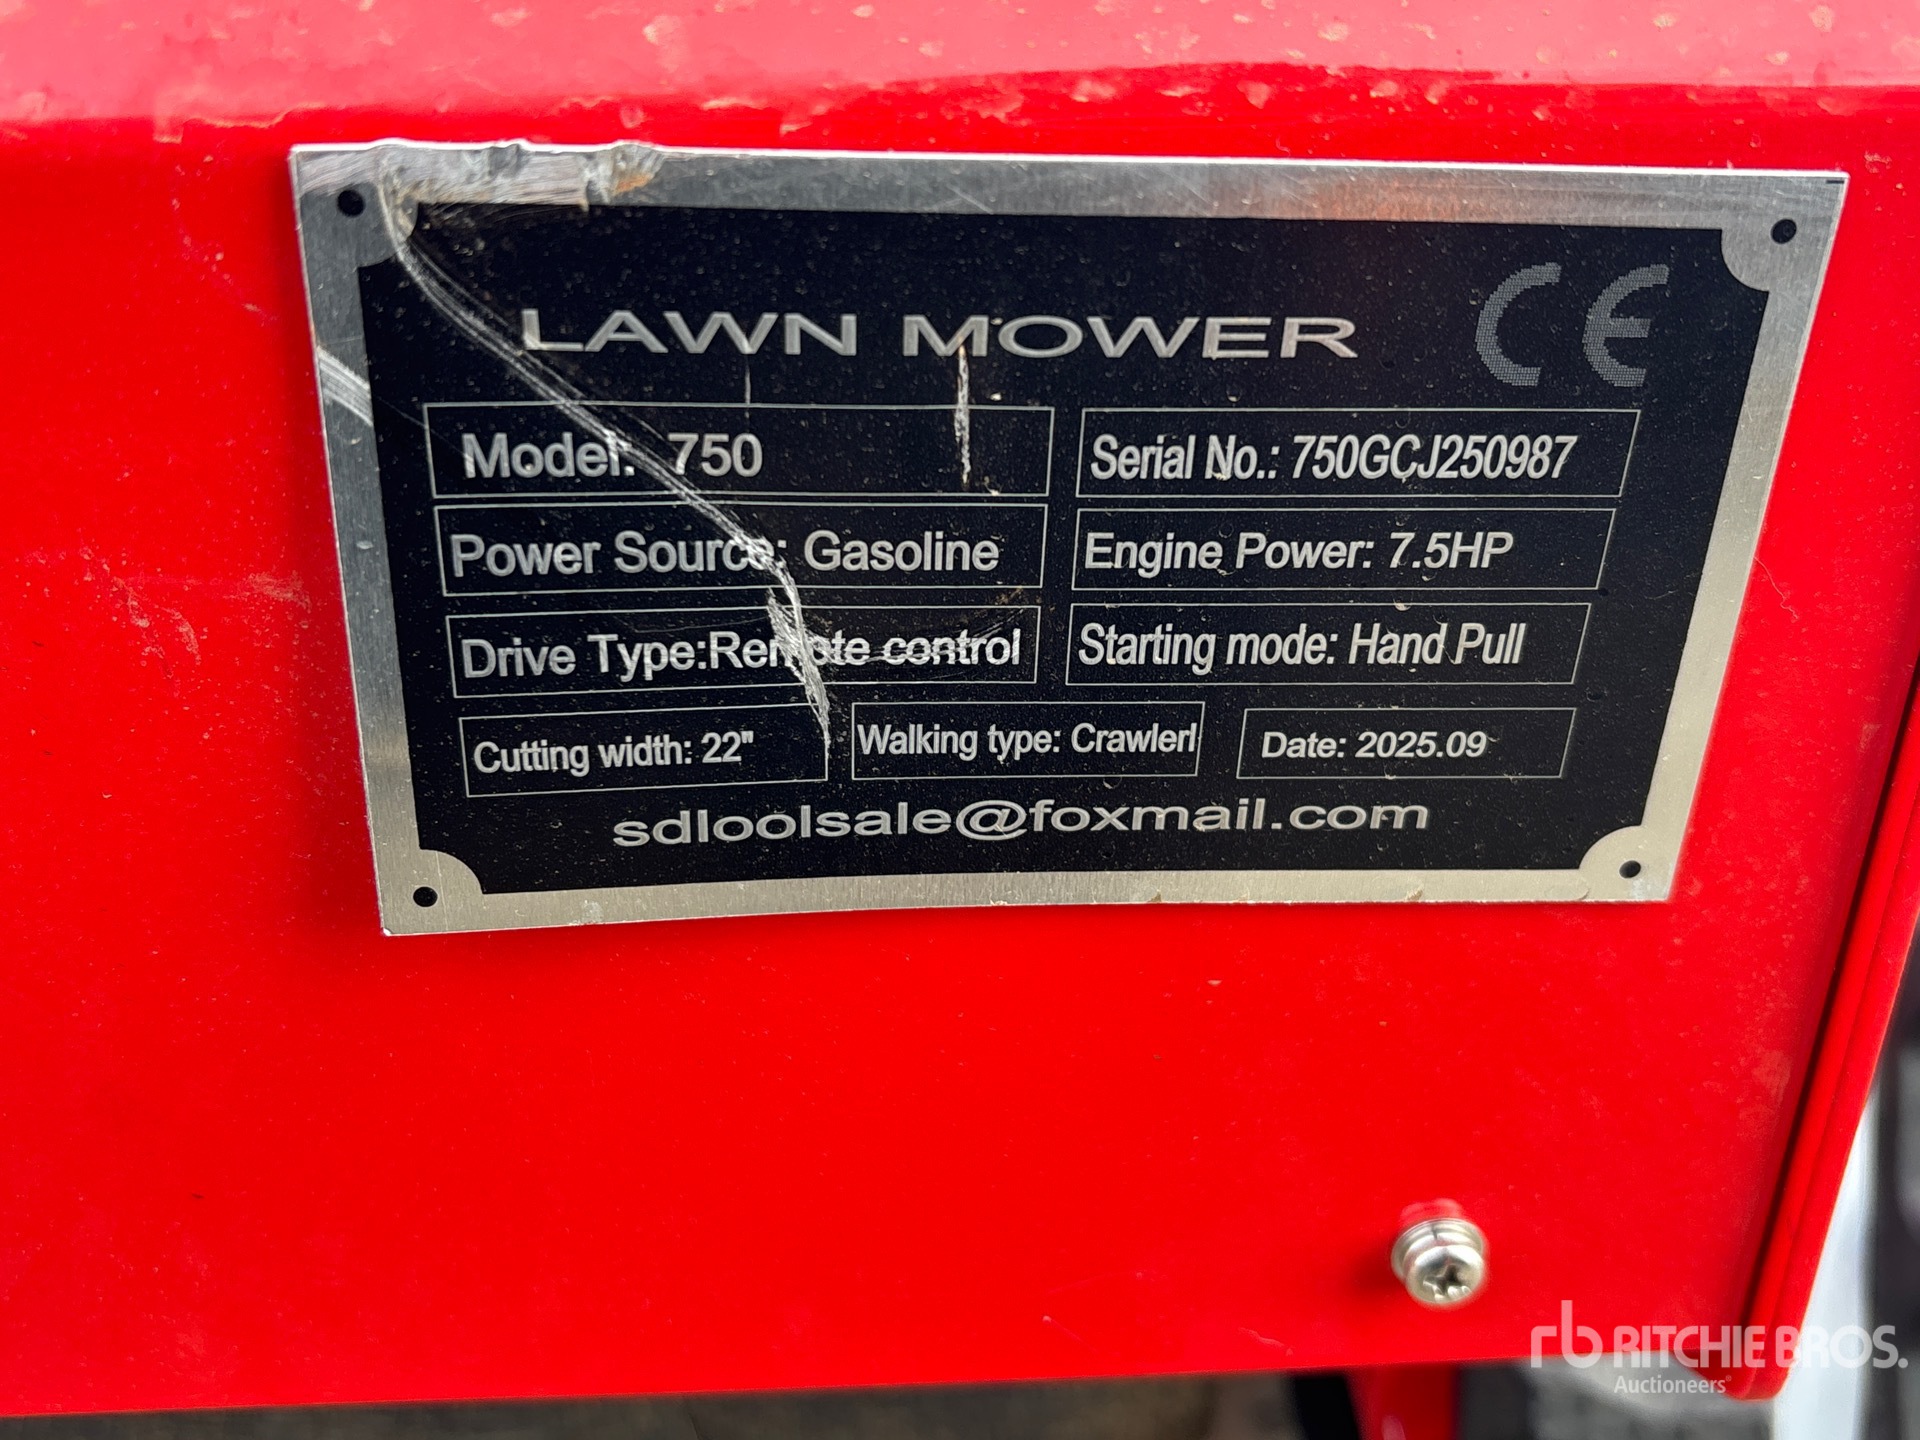 LAWN MOWER CE
Model: 750
Serial No.: 750GCJ250987
Power Source: Gasoline
Engine Power: 7.5HP
Drive Type:Remote control
Starting mode: Hand Pull
Cutting width: 22"
Walking type: Crawlerl
Date: 2025.09
sdloolsale@foxmail.com
rb RITCHIE BROS.
Auctioneers